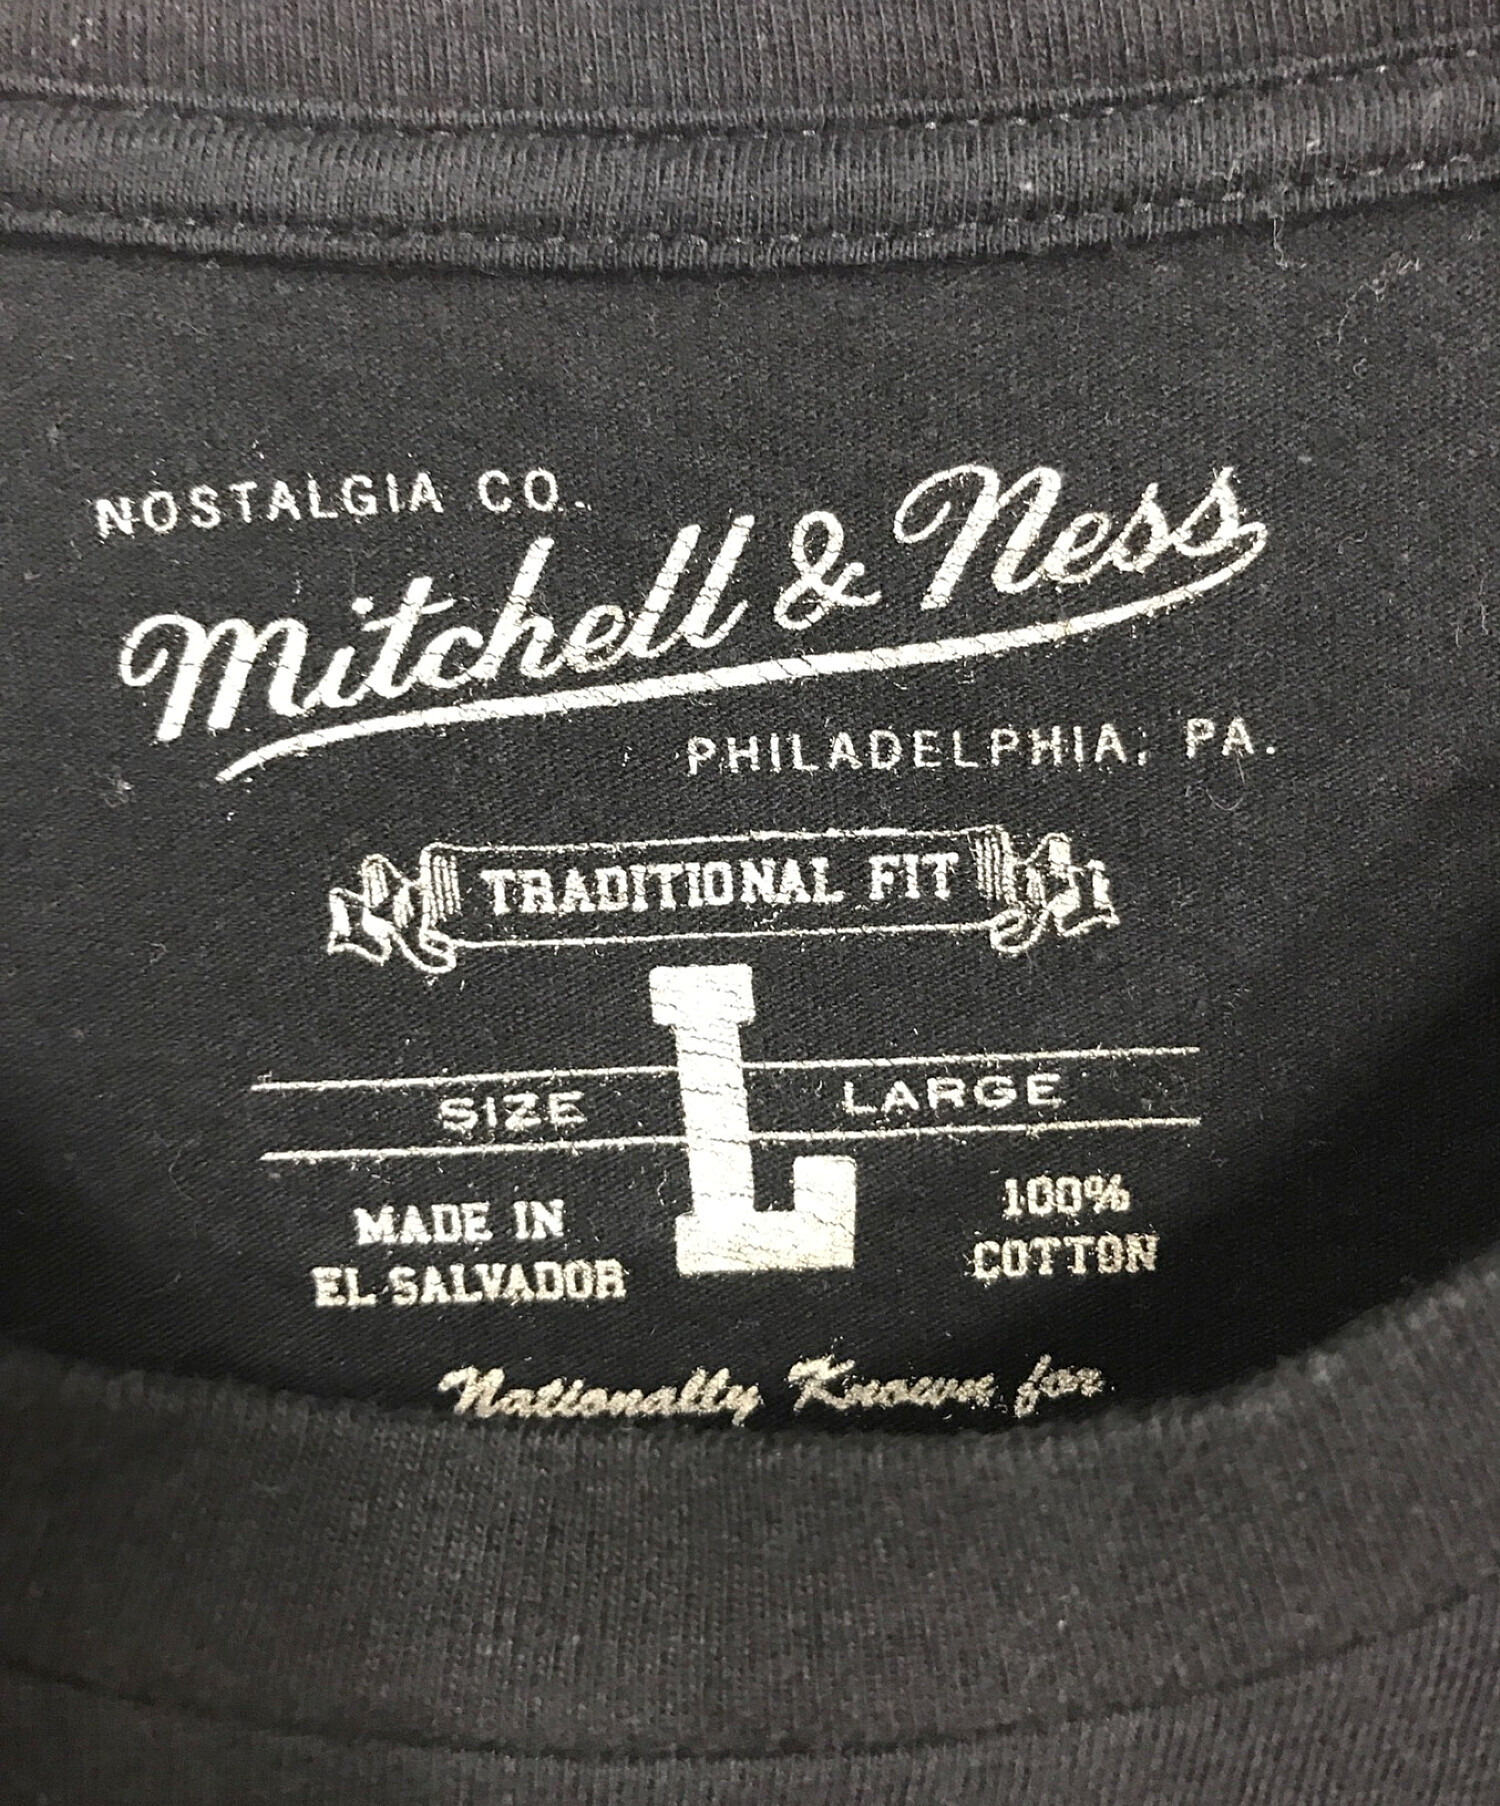 NOSTALGIA CO.
Mitchell & Ness
PHILADELPHIA, PA.
TRADITIONAL FIT
L
SIZE LARGE
MADE IN
EL SALVADOR
100%
COTTON
Nationally Known for